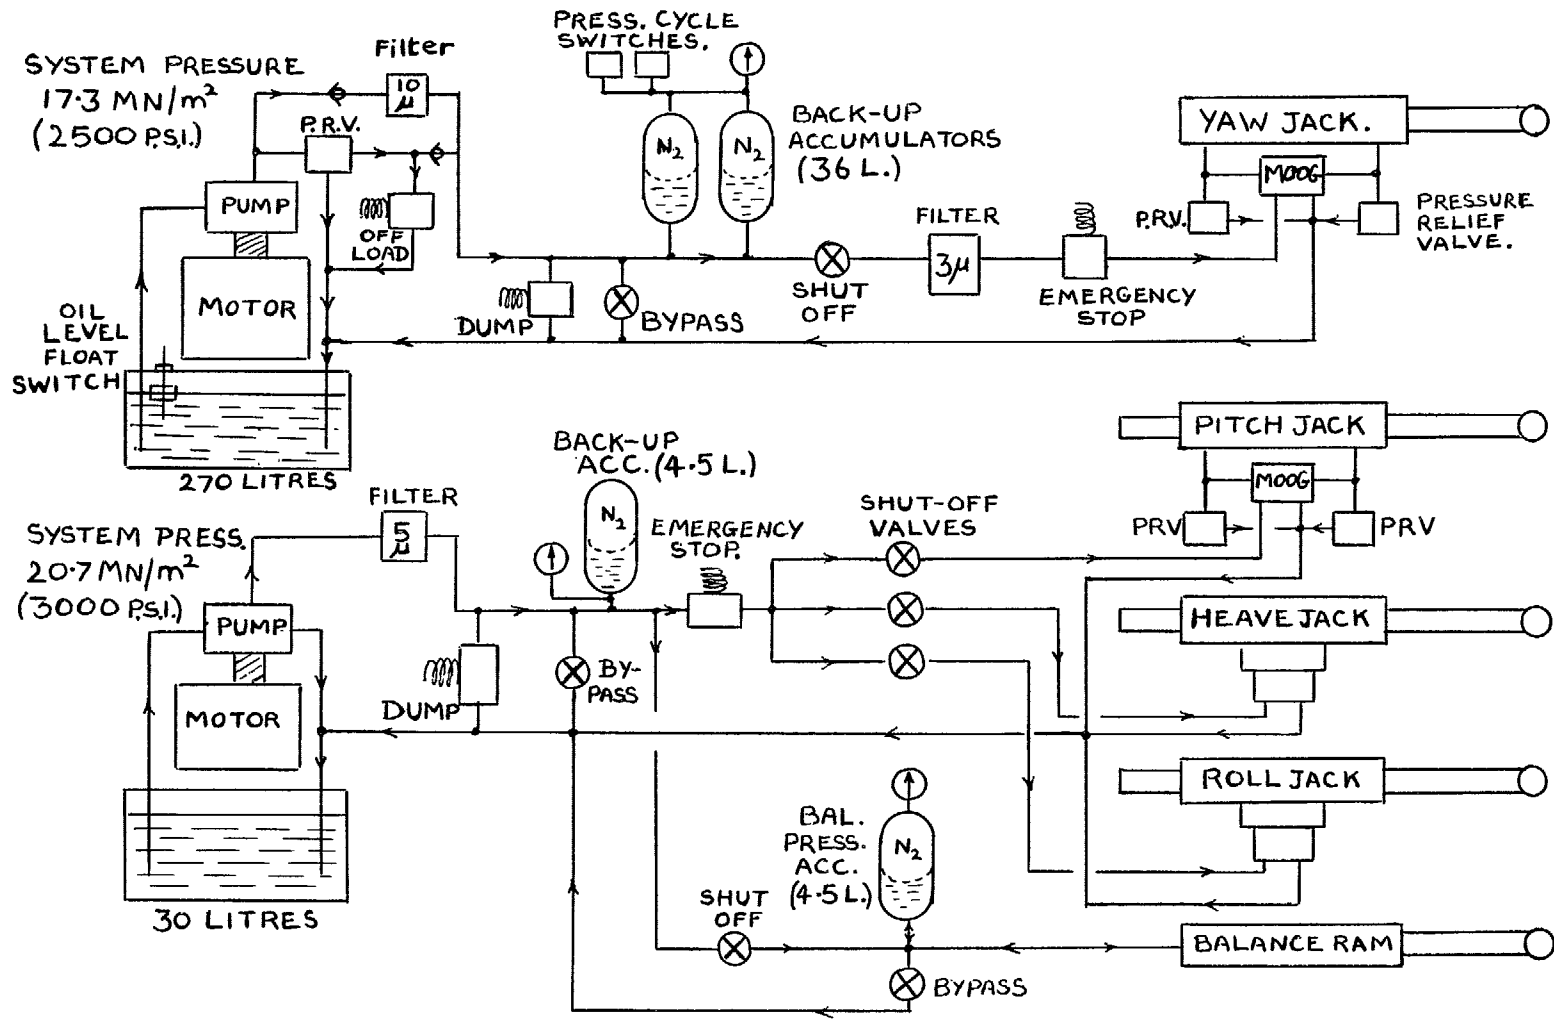 PRESS. CYCLE
SWITCHES.
Filter
SYSTEM PRESSURE
17·3 MN/m²
(2500 P.S.I.)
10
μ
P.R.V.
N₂
N₂
BACK-UP
ACCUMULATORS
(36 L.)
YAW JACK.
MOOG
P.R.V.
PRESSURE
RELIEF
VALVE.
PUMP
OFF
LOAD
FILTER
3μ
MOTOR
SHUT
OFF
EMERGENCY
STOP
DUMP
BYPASS
OIL
LEVEL
FLOAT
SWITCH
270 LITRES
BACK-UP
ACC. (4·5 L.)
PITCH JACK
MOOG
PRV
PRV
FILTER
5
μ
N₂
EMERGENCY
STOP.
SHUT-OFF
VALVES
SYSTEM PRESS.
20·7 MN/m²
(3000 P.S.I.)
PUMP
HEAVE JACK
BY-
PASS
DUMP
MOTOR
ROLL JACK
BAL.
PRESS.
ACC.
(4·5 L.)
N₂
30 LITRES
SHUT
OFF
BALANCE RAM
BYPASS